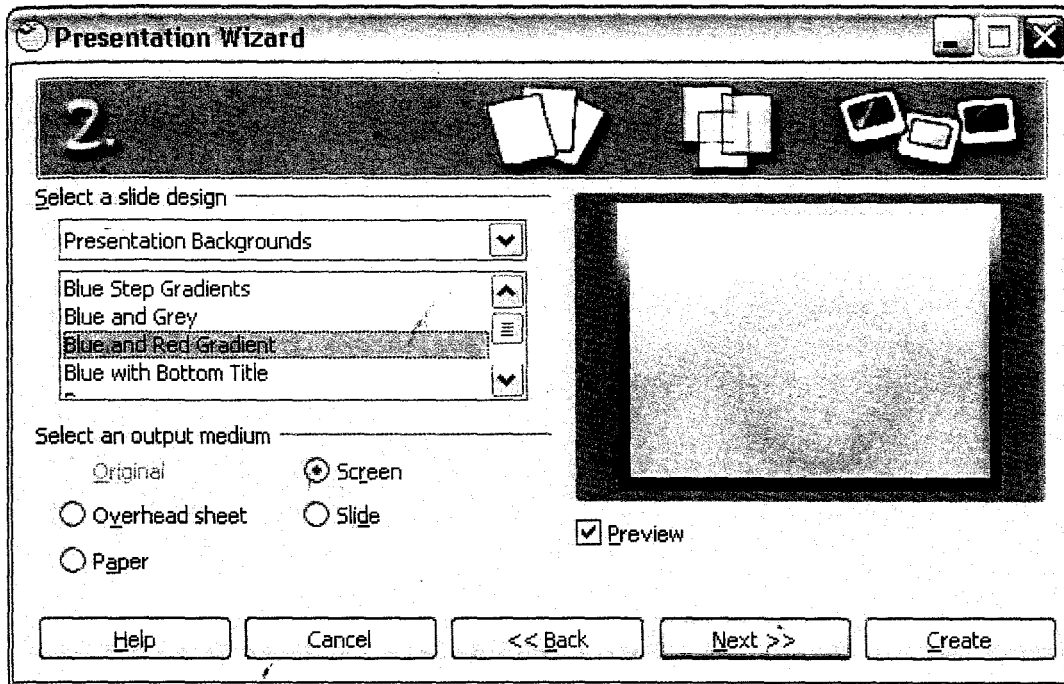 Presentation Wizard
2.
Select a slide design
Presentation Backgrounds
Blue Step Gradients
Blue and Grey
Blue and Red Gradient
Blue with Bottom Title
Select an output medium
Original
Screen
Overhead sheet
Slide
Paper
Preview
Help
Cancel
<< Back
Next >>
Create